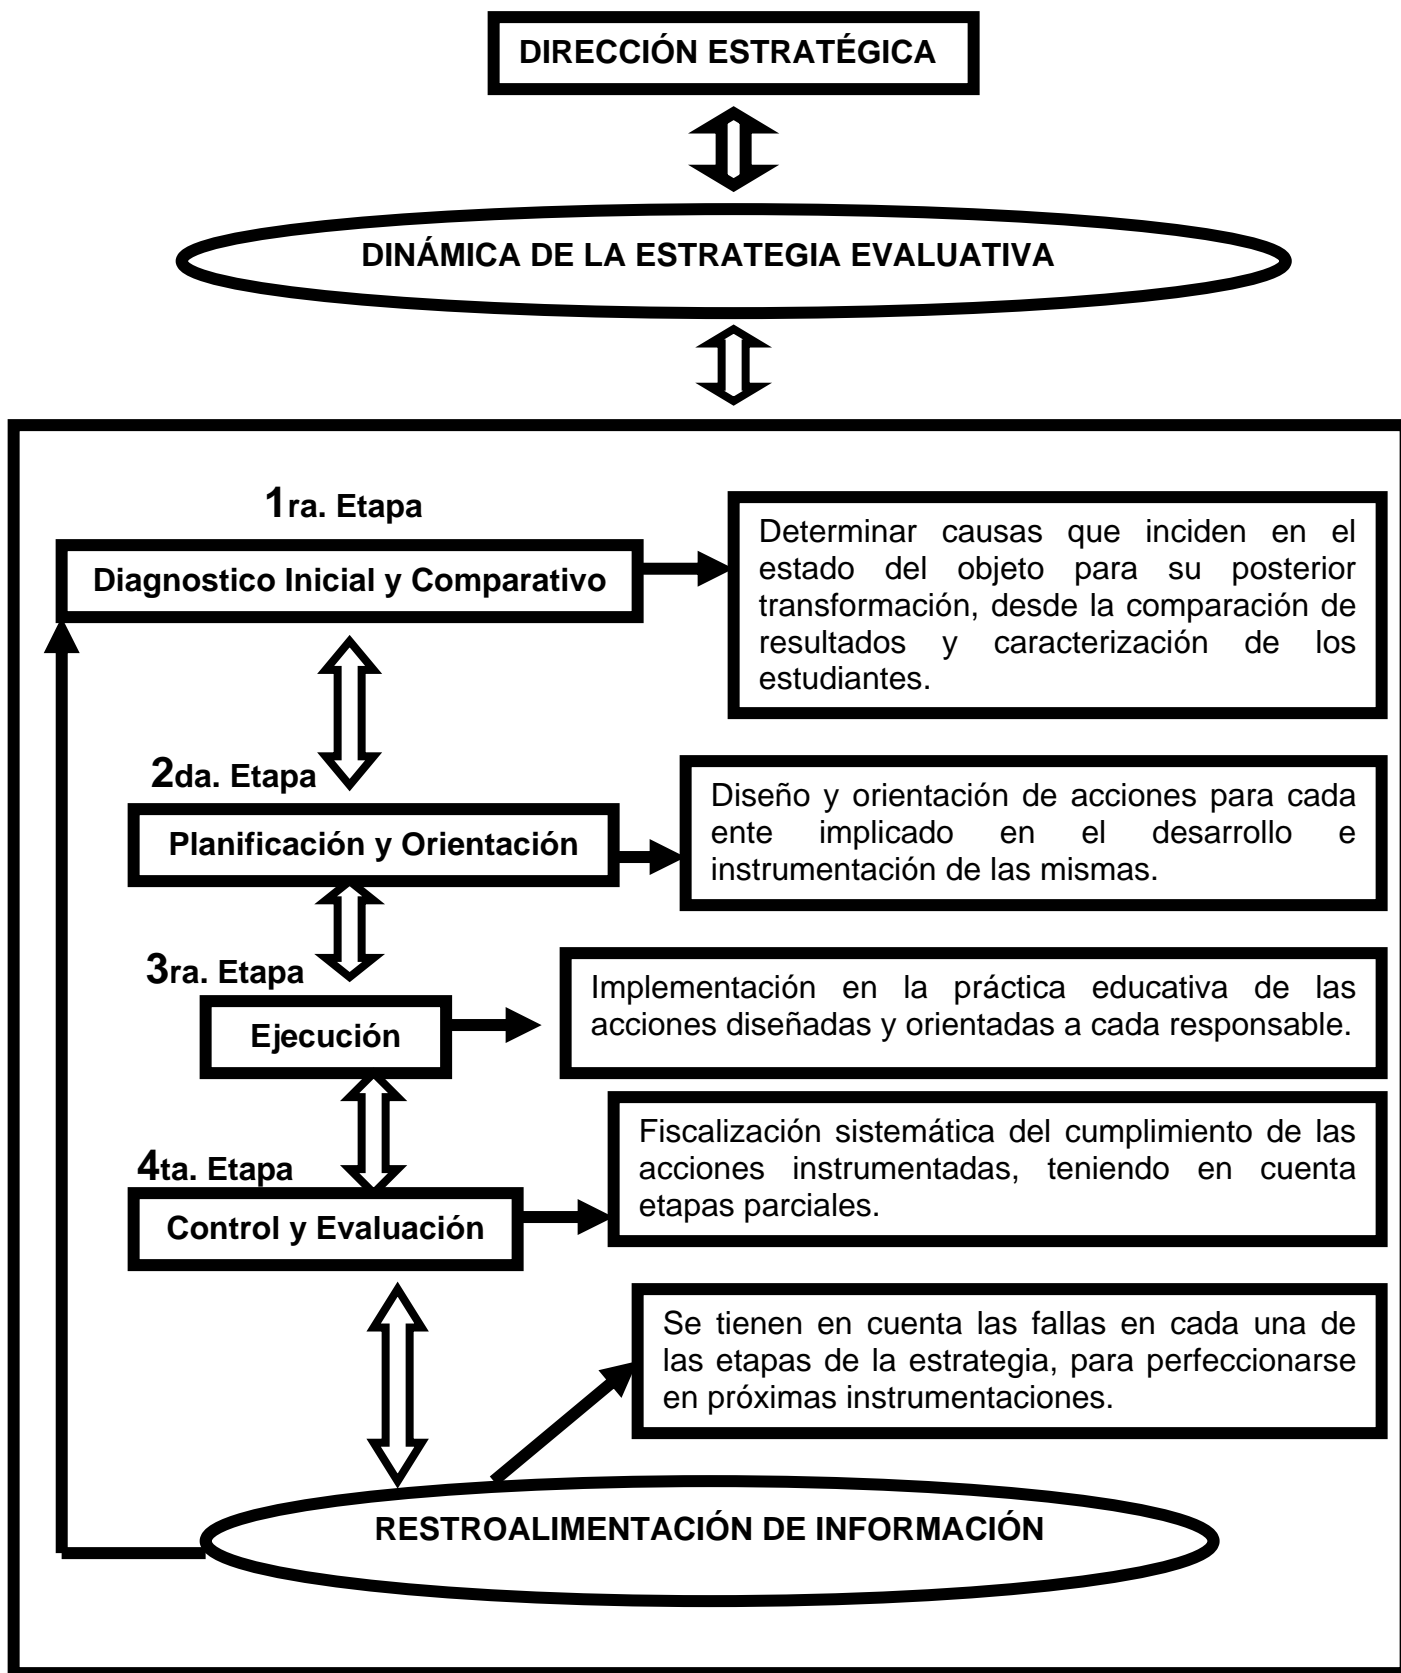 DIRECCIÓN ESTRATÉGICA
DINÁMICA DE LA ESTRATEGIA EVALUATIVA
1ra. Etapa
Diagnostico Inicial y Comparativo
Determinar causas que inciden en el
estado del objeto para su posterior
transformación, desde la comparación de
resultados y caracterización de los
estudiantes.
2da. Etapa
Planificación y Orientación
Diseño y orientación de acciones para cada
ente implicado en el desarrollo e
instrumentación de las mismas.
3ra. Etapa
Ejecución
Implementación en la práctica educativa de las
acciones diseñadas y orientadas a cada responsable.
4ta. Etapa
Control y Evaluación
Fiscalización sistemática del cumplimiento de las
acciones instrumentadas, teniendo en cuenta
etapas parciales.
Se tienen en cuenta las fallas en cada una de
las etapas de la estrategia, para perfeccionarse
en próximas instrumentaciones.
RESTROALIMENTACIÓN DE INFORMACIÓN